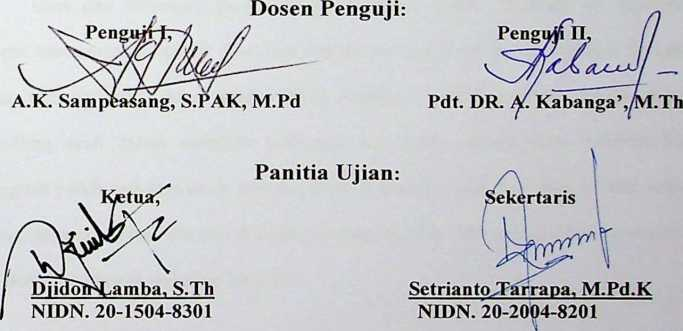 Dosen Penguji:
Penguji I,
Penguji II,
A.K. Sampeasang, S.PAK, M.Pd
Pdt. DR. A. Kabanga', M.Th
Panitia Ujian:
Ketua,
Sekertaris
Djidon Lamba, S.Th
Setrianto Tarrapa, M.Pd.K
NIDN. 20-1504-8301
NIDN. 20-2004-8201